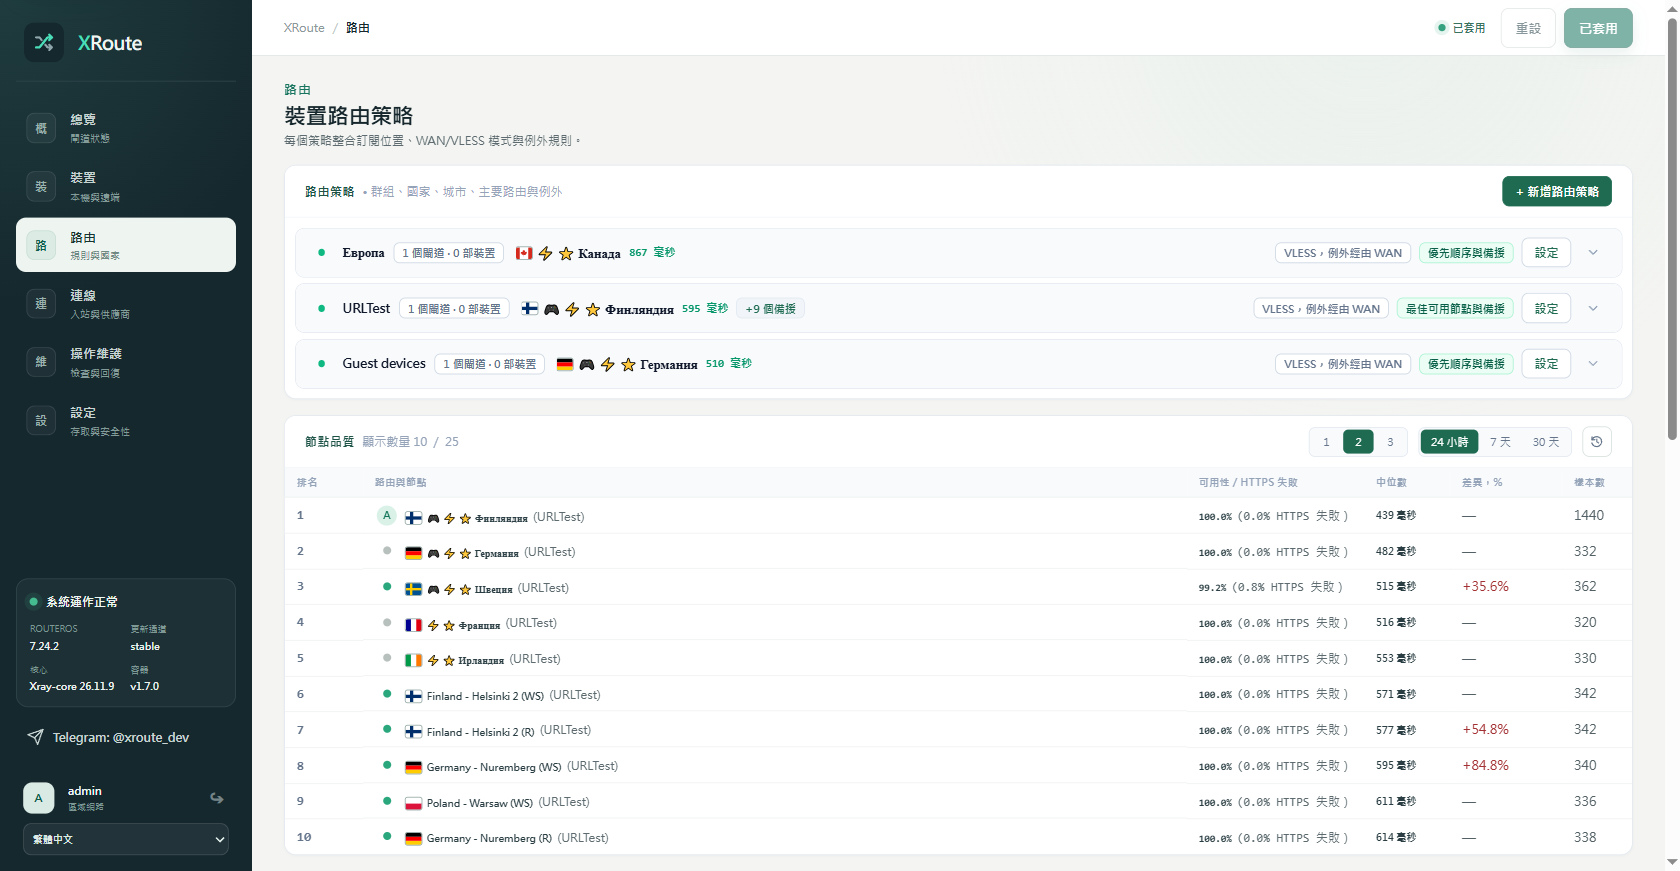 XRoute
XRoute / 路由
已套用
重設
已套用
概
總覽
閘道狀態
裝
裝置
本機與遠端
路
路由
規則與國家
連
連線
入站與供應商
維
操作維護
檢查與回復
設
設定
存取與安全性
系統運作正常
ROUTEROS
更新通道
7.24.2
stable
核心
容器
Xray-core 26.11.9
v1.7.0
Telegram: @xroute_dev
A
admin
區域網路
繁體中文
路由
裝置路由策略
每個策略整合訂閱位置、WAN/VLESS 模式與例外規則。
路由策略 • 群組、國家、城市、主要路由與例外
+ 新增路由策略
Европа 1 個閘道 · 0 部裝置 Канада 867 毫秒 VLESS，例外經由 WAN 優先順序與備援 設定
URLTest 1 個閘道 · 0 部裝置 Финляндия 595 毫秒 +9 個備援 VLESS，例外經由 WAN 最佳可用節點與備援 設定
Guest devices 1 個閘道 · 0 部裝置 Германия 510 毫秒 VLESS，例外經由 WAN 優先順序與備援 設定
節點品質 顯示數量 10 / 25
1 2 3 24 小時 7 天 30 天
排名 路由與節點 可用性 / HTTPS 失敗 中位數 差異，% 樣本數
1 A Финляндия (URLTest) 100.0% (0.0% HTTPS 失敗) 439 毫秒 — 1440
2 Германия (URLTest) 100.0% (0.0% HTTPS 失敗) 482 毫秒 — 332
3 Швеция (URLTest) 99.2% (0.8% HTTPS 失敗) 515 毫秒 +35.6% 362
4 Франция (URLTest) 100.0% (0.0% HTTPS 失敗) 516 毫秒 — 320
5 Ирландия (URLTest) 100.0% (0.0% HTTPS 失敗) 553 毫秒 — 330
6 Finland - Helsinki 2 (WS) (URLTest) 100.0% (0.0% HTTPS 失敗) 571 毫秒 — 342
7 Finland - Helsinki 2 (R) (URLTest) 100.0% (0.0% HTTPS 失敗) 577 毫秒 +54.8% 342
8 Germany - Nuremberg (WS) (URLTest) 100.0% (0.0% HTTPS 失敗) 595 毫秒 +84.8% 340
9 Poland - Warsaw (WS) (URLTest) 100.0% (0.0% HTTPS 失敗) 611 毫秒 — 336
10 Germany - Nuremberg (R) (URLTest) 100.0% (0.0% HTTPS 失敗) 614 毫秒 — 338